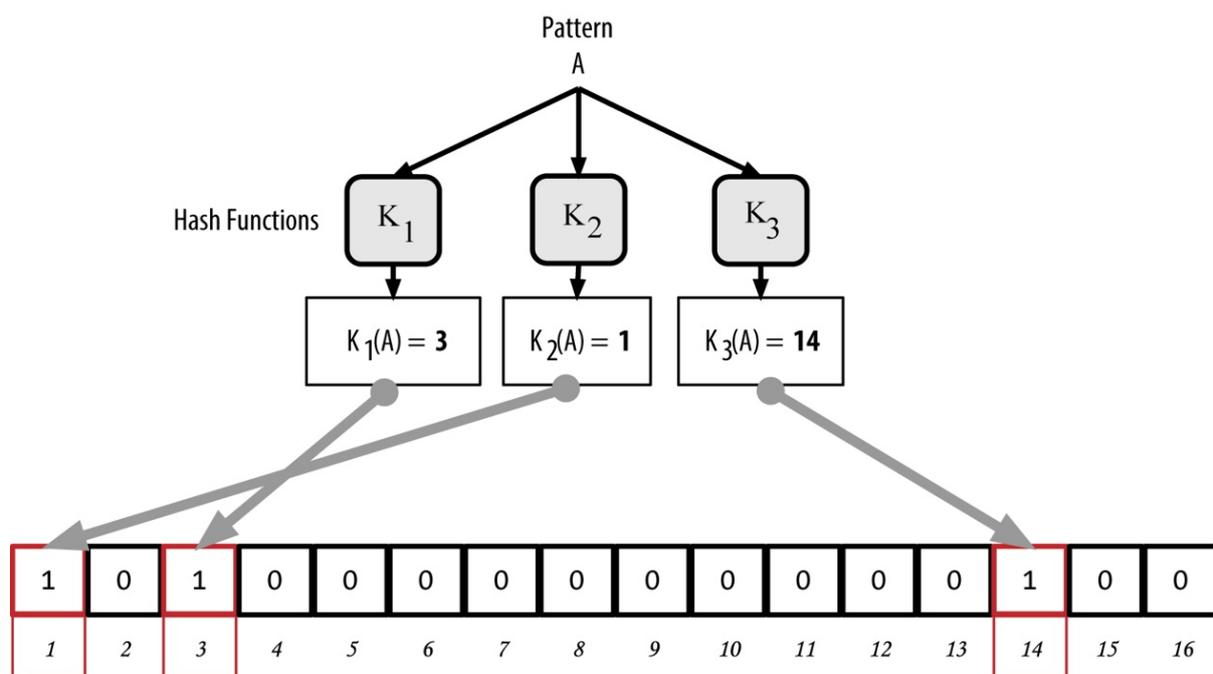 Pattern
A
Hash Functions K1 K2 K3
K1(A) = 3 K2(A) = 1 K3(A) = 14
1 0 1 0 0 0 0 0 0 0 0 0 0 1 0 0
1 2 3 4 5 6 7 8 9 10 11 12 13 14 15 16